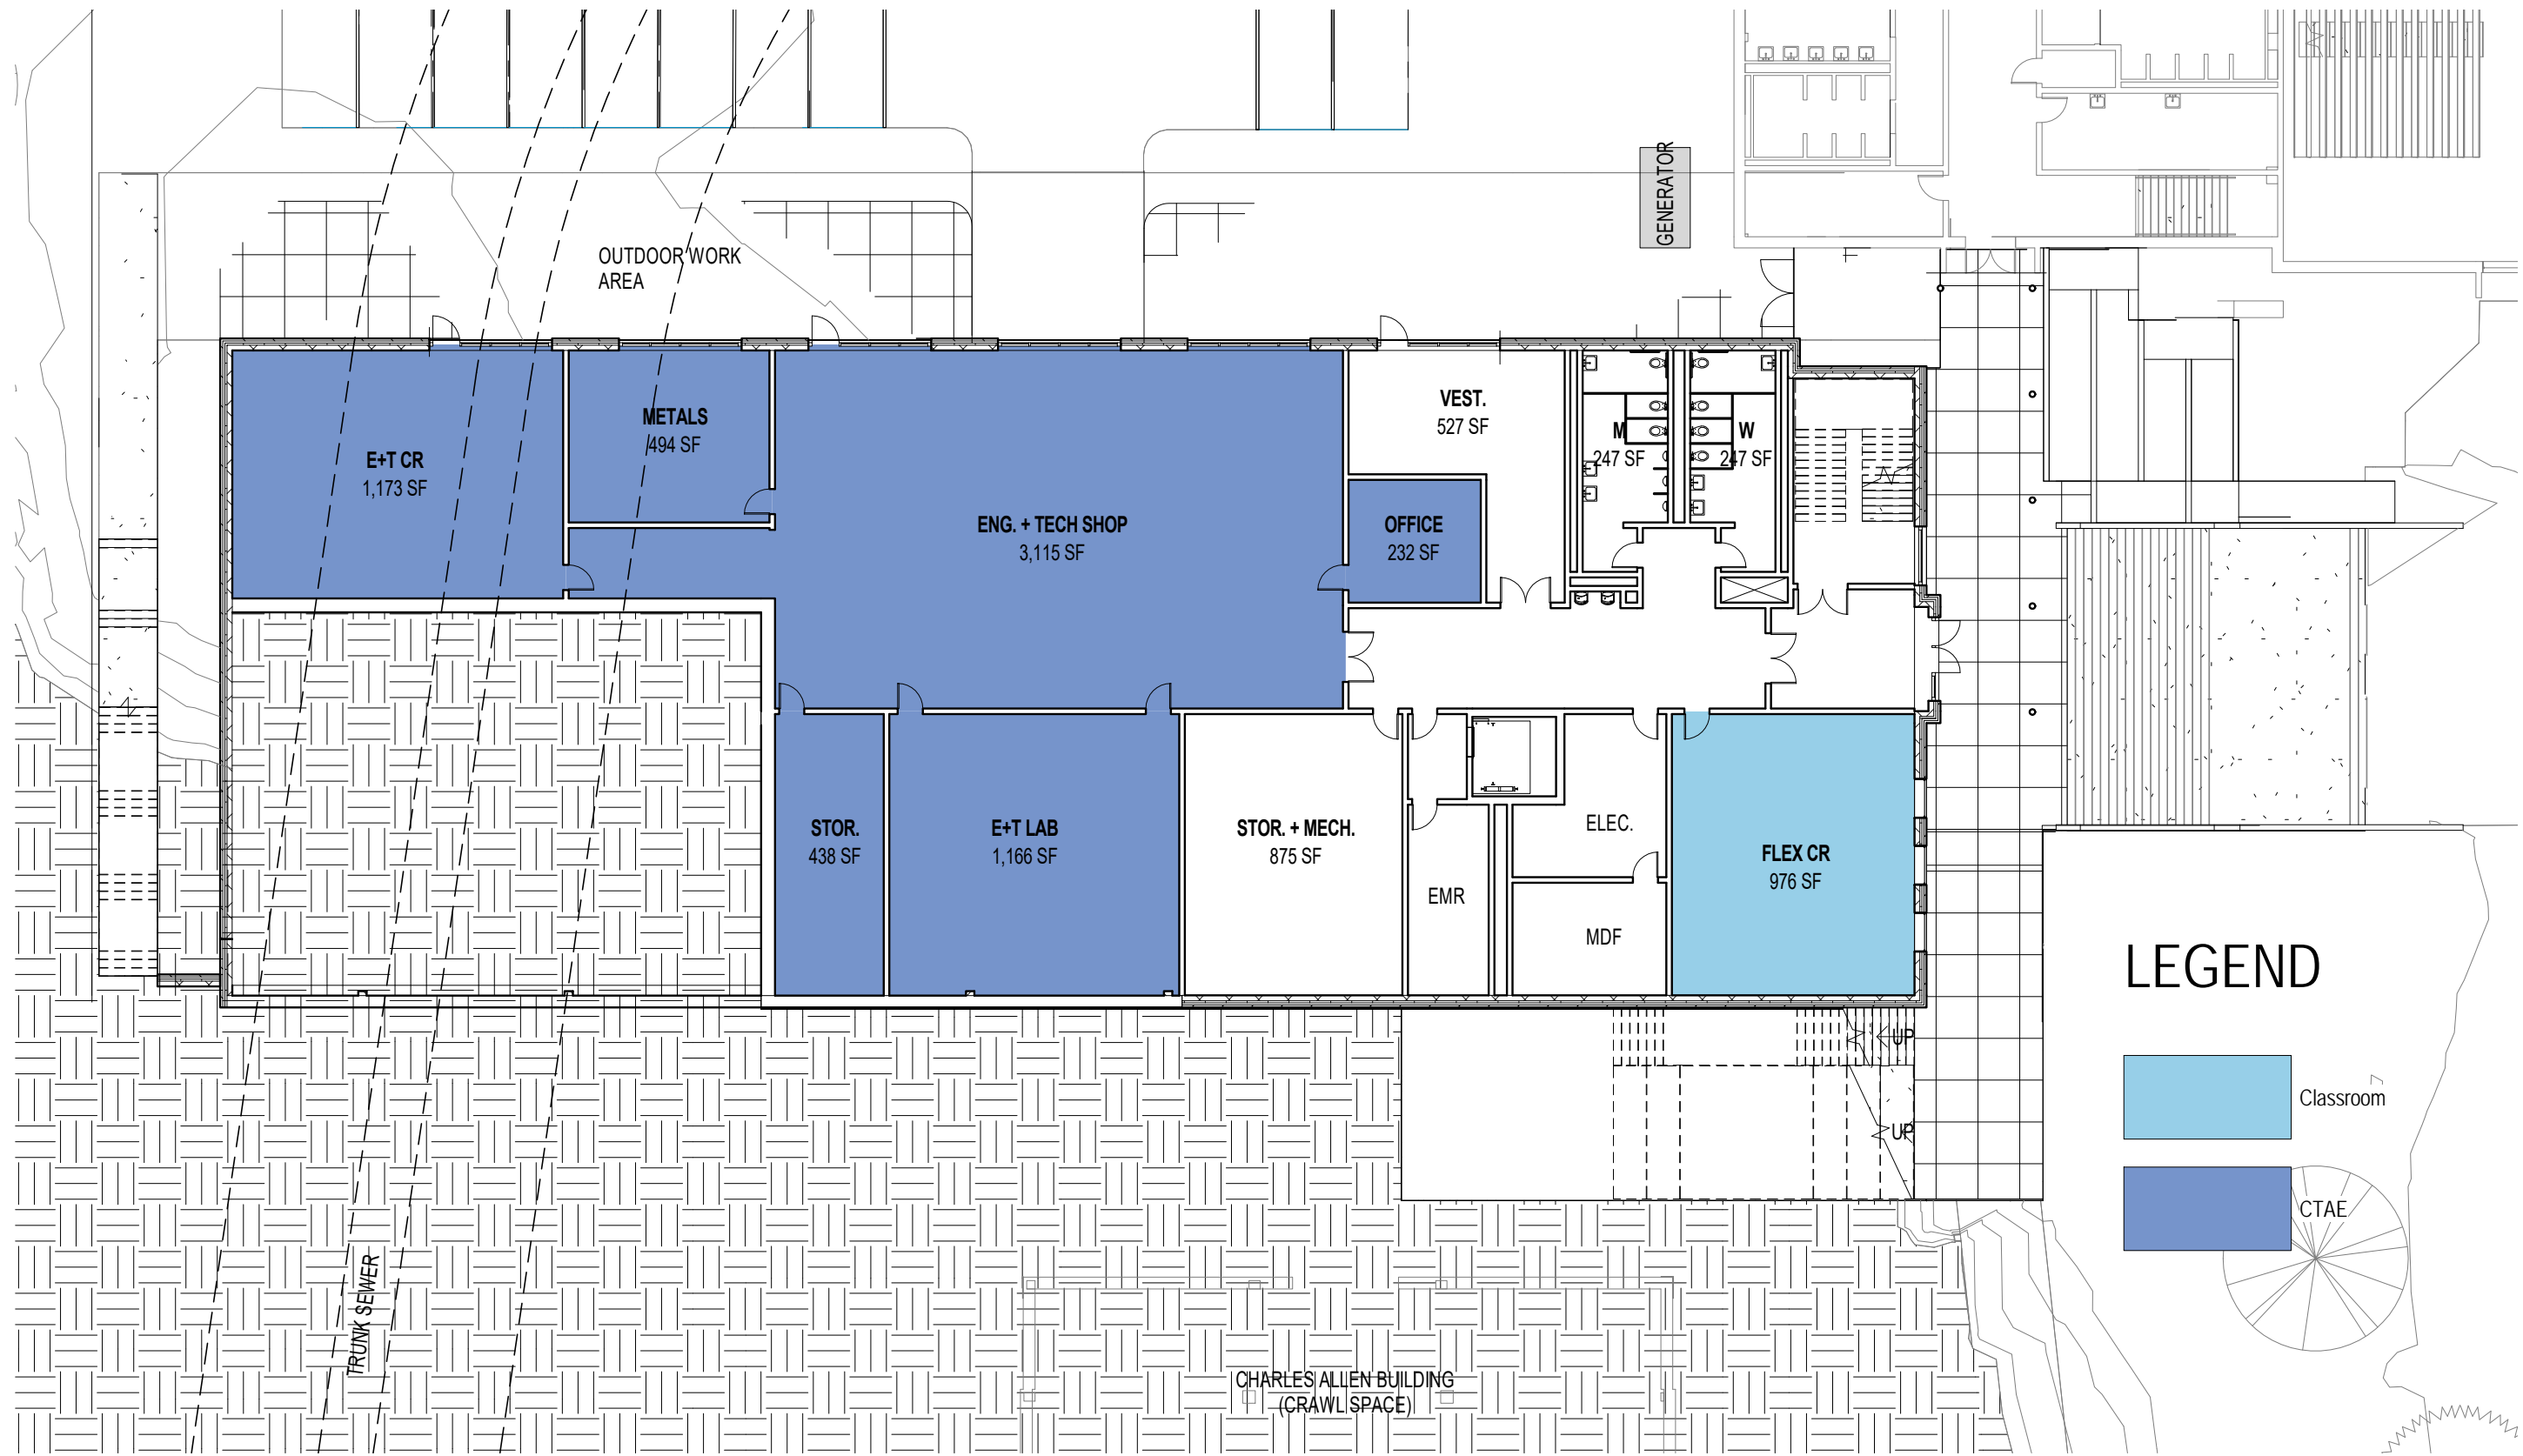 GENERATOR
OUTDOOR WORK
AREA
VEST.
527 SF
METALS
494 SF
M
247 SF
W
247 SF
E+T CR
1,173 SF
ENG. + TECH SHOP
3,115 SF
OFFICE
232 SF
STOR.
438 SF
E+T LAB
1,166 SF
STOR. + MECH.
875 SF
ELEC.
FLEX CR
976 SF
EMR
MDF
LEGEND
UP
Classroom
UP
CTAE
TRUNK SEWER
CHARLES ALLEN BUILDING
(CRAWL SPACE)